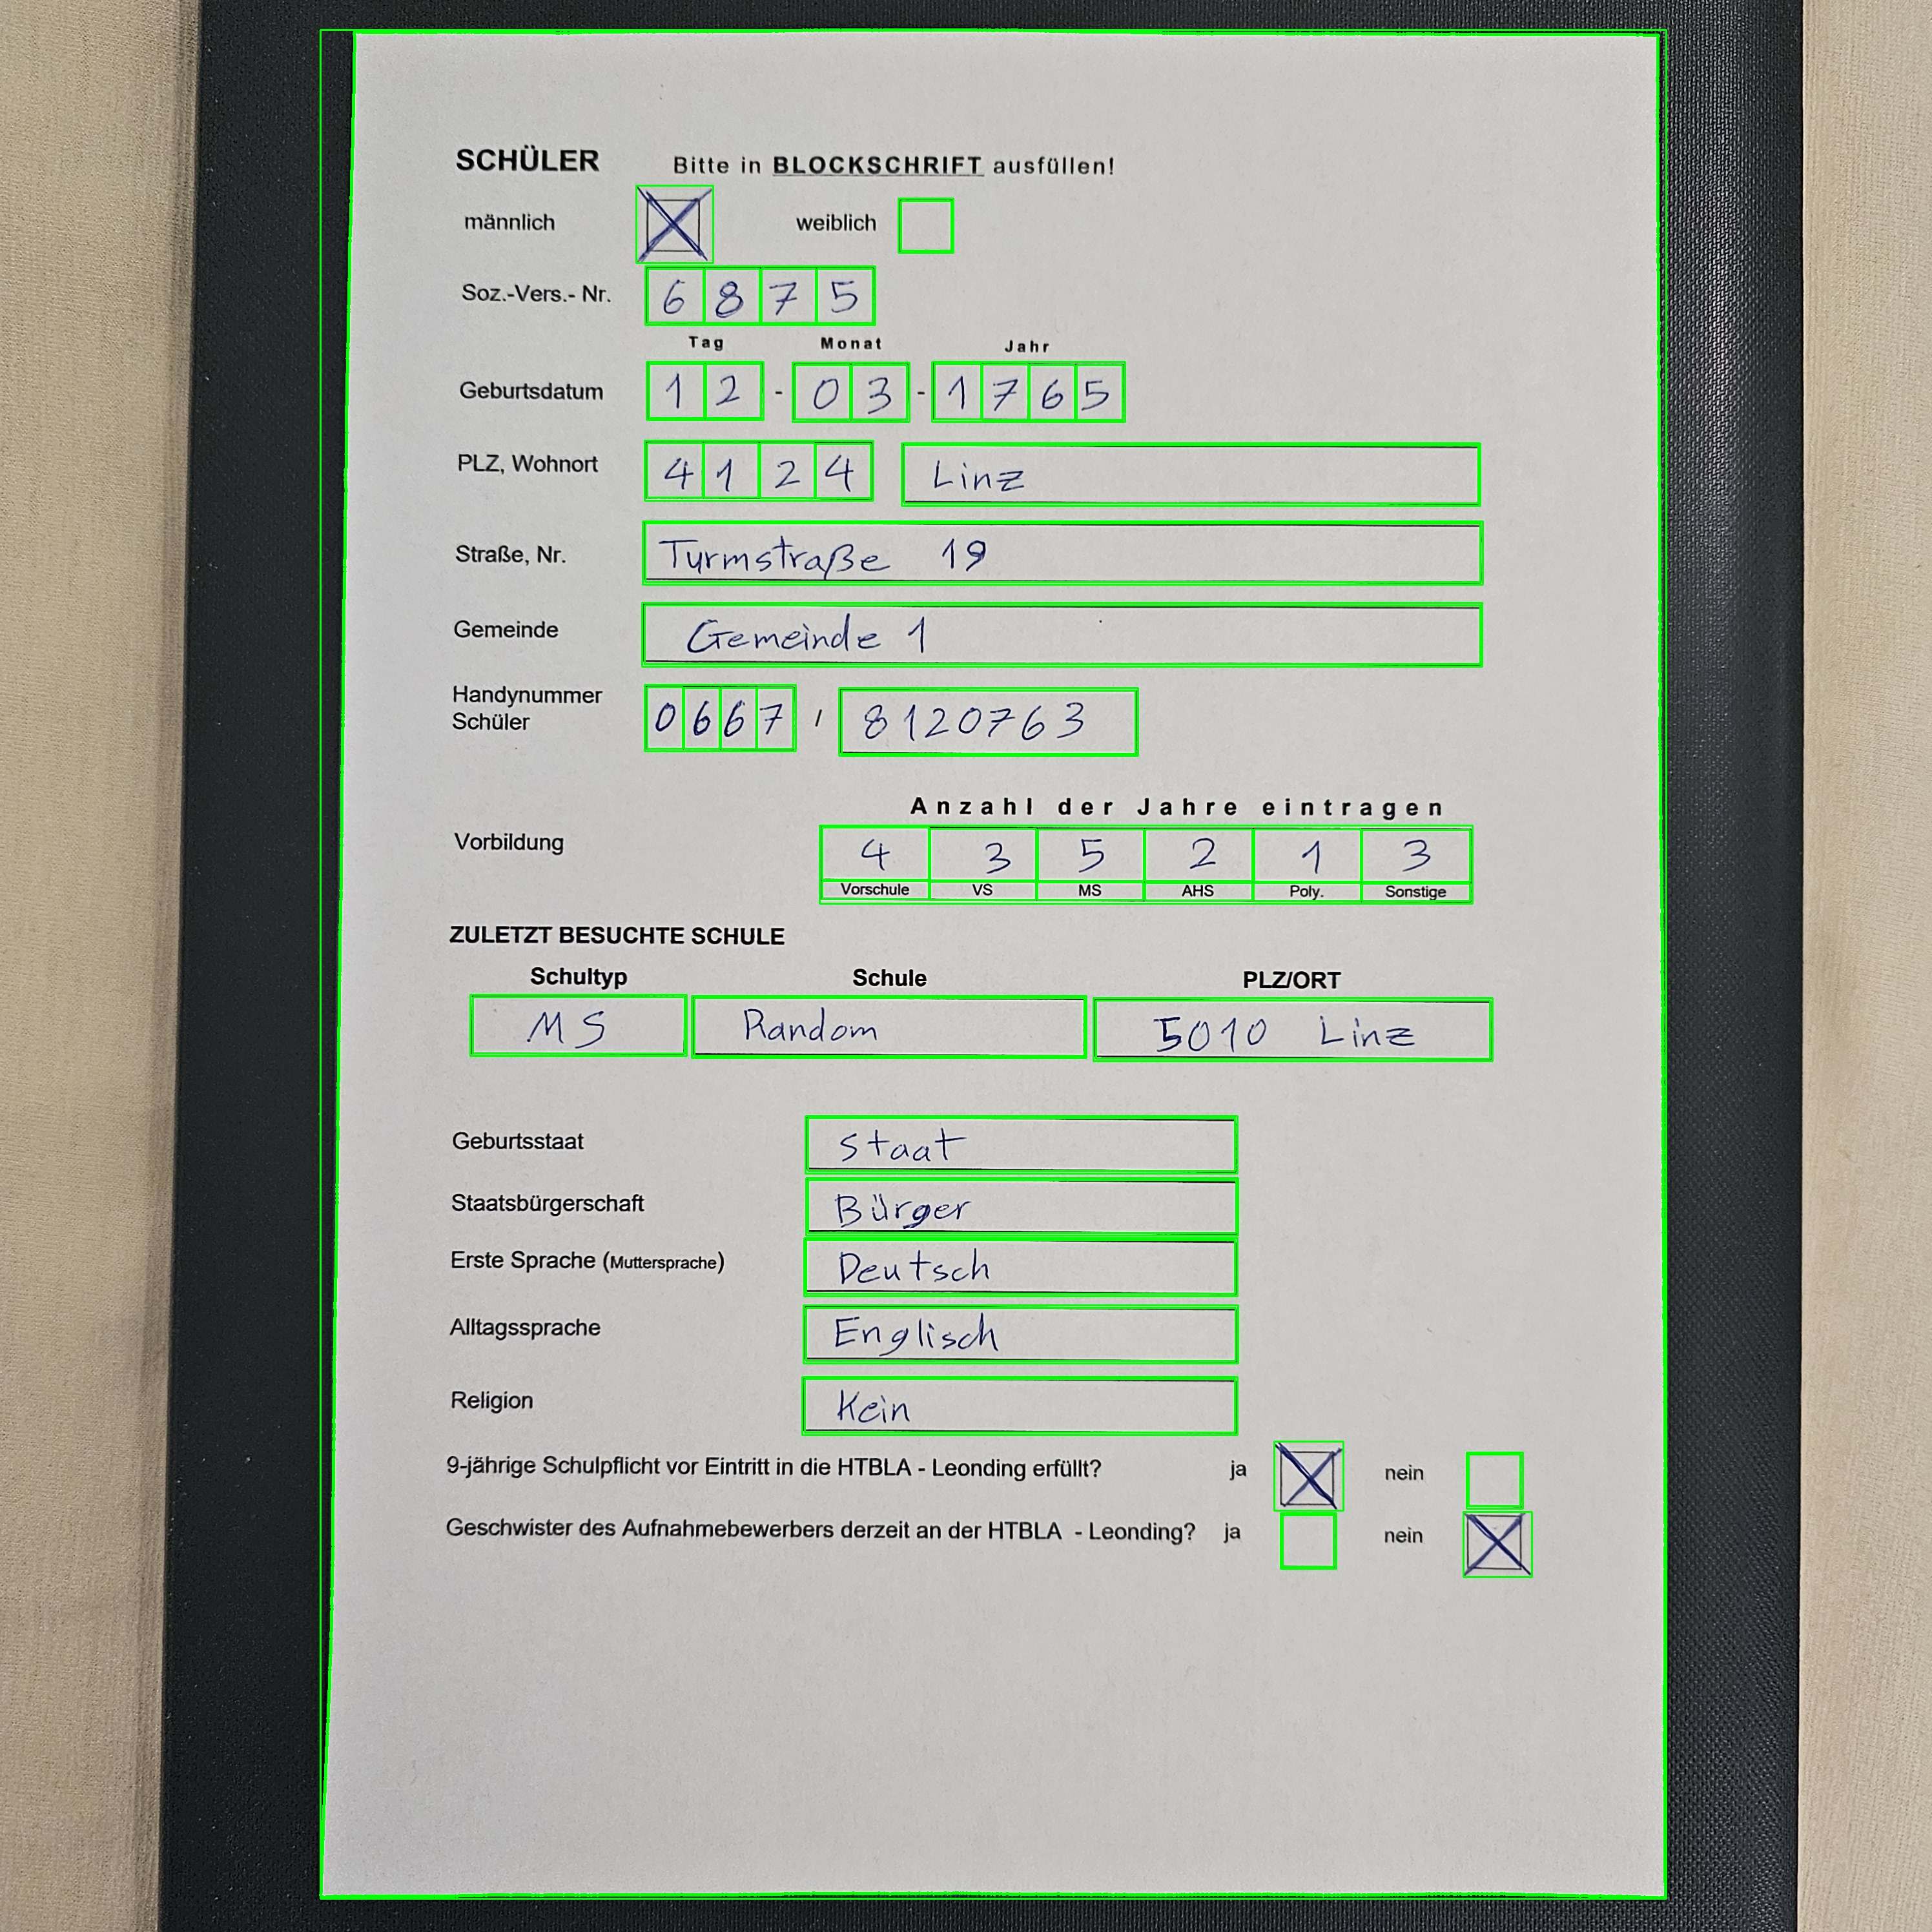 SCHÜLER Bitte in BLOCKSCHRIFT ausfüllen!
männlich weiblich
Soz.-Vers.- Nr. 6 8 7 5
Tag Monat Jahr
Geburtsdatum 1 2 - 0 3 - 1 7 6 5
PLZ, Wohnort 4 1 2 4 Linz
Straße, Nr. Turmstraße 19
Gemeinde Gemeinde 1
Handynummer
Schüler 0 6 6 7 / 8120763
Anzahl der Jahre eintragen
Vorbildung 4 3 5 2 1 3
Vorschule VS MS AHS Poly. Sonstige
ZULETZT BESUCHTE SCHULE
Schultyp Schule PLZ/ORT
MS Random 5010 Linz
Geburtsstaat Staat
Staatsbürgerschaft Bürger
Erste Sprache (Muttersprache) Deutsch
Alltagssprache Englisch
Religion Kein
9-jährige Schulpflicht vor Eintritt in die HTBLA - Leonding erfüllt? ja nein
Geschwister des Aufnahmebewerbers derzeit an der HTBLA - Leonding? ja nein